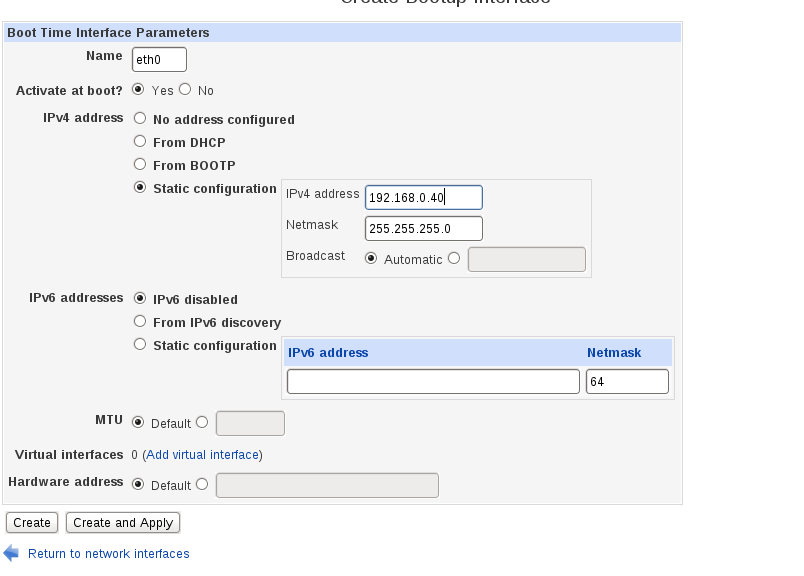 Create Bootup Interface
Boot Time Interface Parameters
Name eth0
Activate at boot? Yes No
IPv4 address No address configured
From DHCP
From BOOTP
Static configuration
IPv4 address 192.168.0.40
Netmask 255.255.255.0
Broadcast Automatic
IPv6 addresses IPv6 disabled
From IPv6 discovery
Static configuration
IPv6 address Netmask
64
MTU Default
Virtual interfaces 0 (Add virtual interface)
Hardware address Default
Create Create and Apply
Return to network interfaces